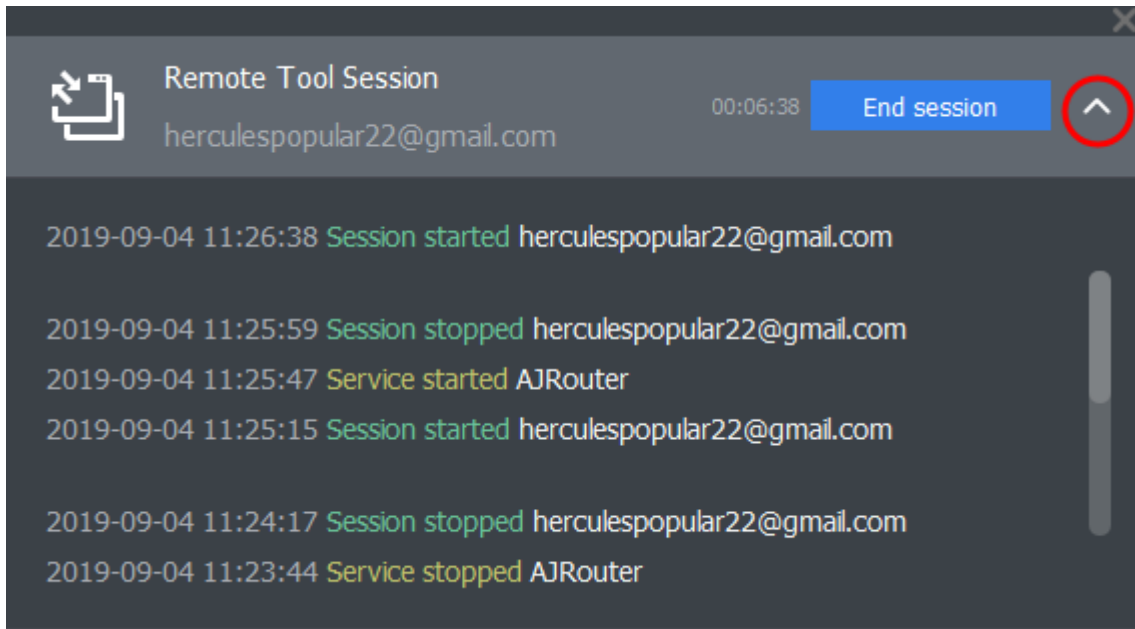 Remote Tool Session
herculespopular22@gmail.com
00:06:38
End session
2019-09-04 11:26:38 Session started herculespopular22@gmail.com
2019-09-04 11:25:59 Session stopped herculespopular22@gmail.com
2019-09-04 11:25:47 Service started AJRouter
2019-09-04 11:25:15 Session started herculespopular22@gmail.com
2019-09-04 11:24:17 Session stopped herculespopular22@gmail.com
2019-09-04 11:23:44 Service stopped AJRouter